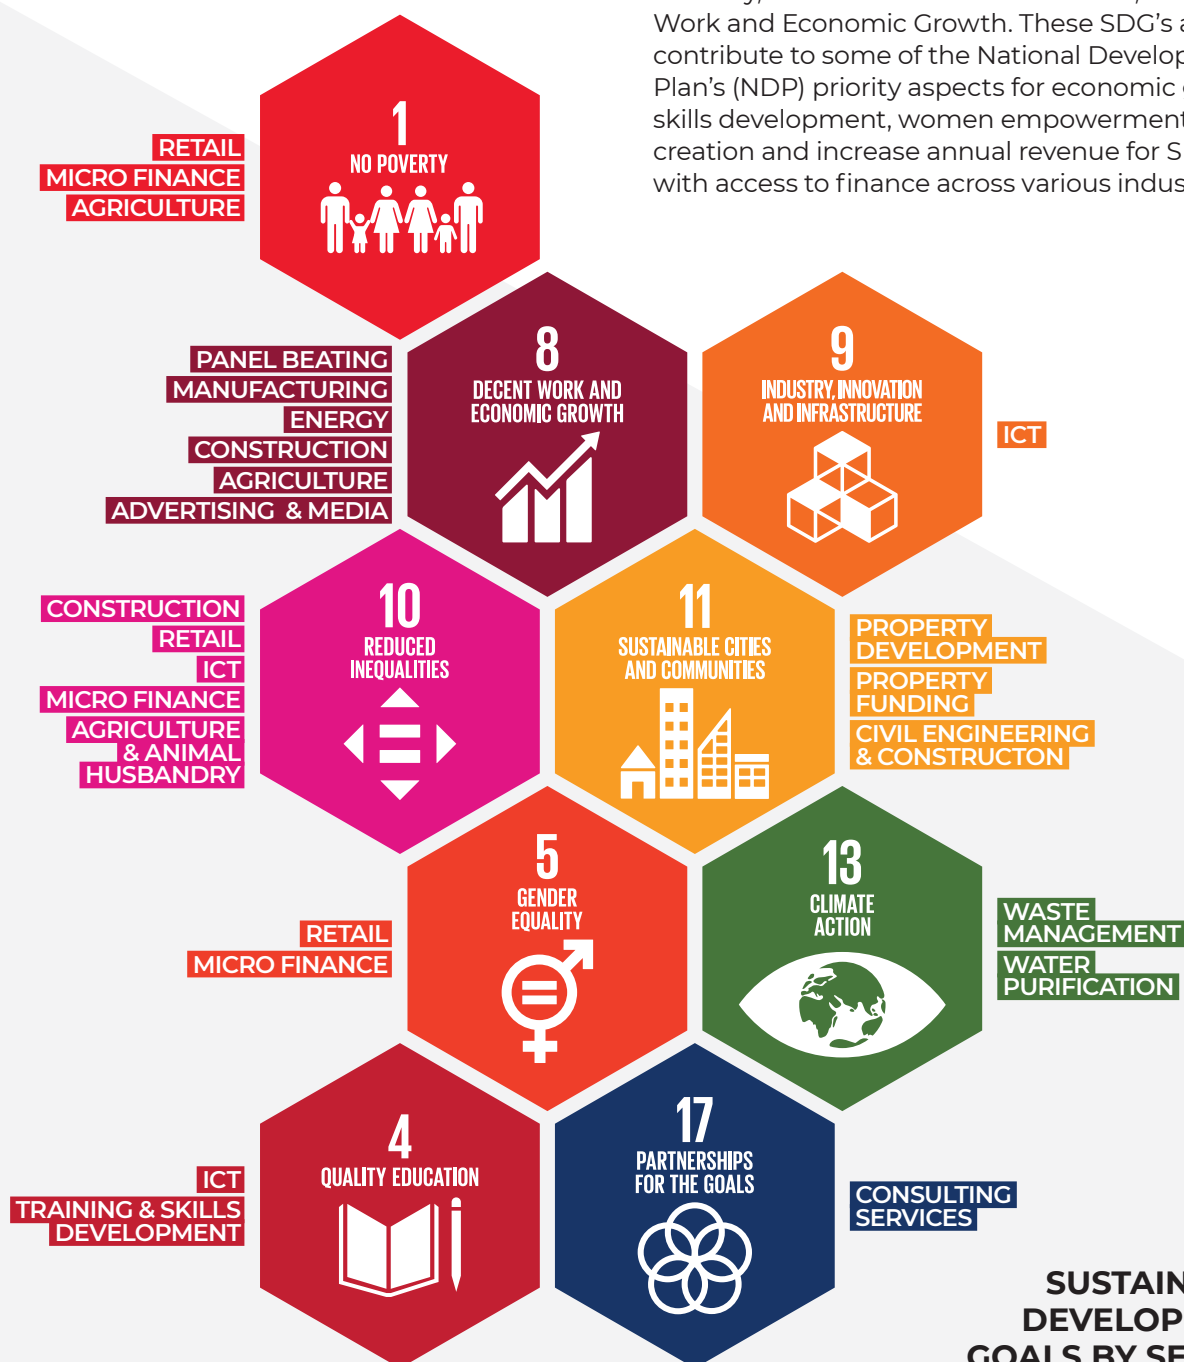 Work and Economic Growth. These SDG's
contribute to some of the National
Plan's (NDP) priority aspects for economic
skills development, women empowerment
creation and increase annual revenue for
with access to finance across various
1
NO POVERTY
RETAIL
MICRO FINANCE
AGRICULTURE
8
DECENT WORK AND
ECONOMIC GROWTH
PANEL BEATING
MANUFACTURING
ENERGY
CONSTRUCTION
AGRICULTURE
ADVERTISING & MEDIA
9
INDUSTRY, INNOVATION
AND INFRASTRUCTURE
ICT
10
REDUCED
INEQUALITIES
CONSTRUCTION
RETAIL
ICT
MICRO FINANCE
AGRICULTURE
& ANIMAL
HUSBANDRY
11
SUSTAINABLE CITIES
AND COMMUNITIES
PROPERTY
DEVELOPMENT
PROPERTY
FUNDING
CIVIL ENGINEERING
& CONSTRUCTON
5
GENDER
EQUALITY
RETAIL
MICRO FINANCE
13
CLIMATE
ACTION
WASTE
MANAGEMENT
WATER
PURIFICATION
4
QUALITY EDUCATION
ICT
TRAINING & SKILLS
DEVELOPMENT
17
PARTNERSHIPS
FOR THE GOALS
CONSULTING
SERVICES
SUSTAIN
DEVELOP
GOALS BY SE